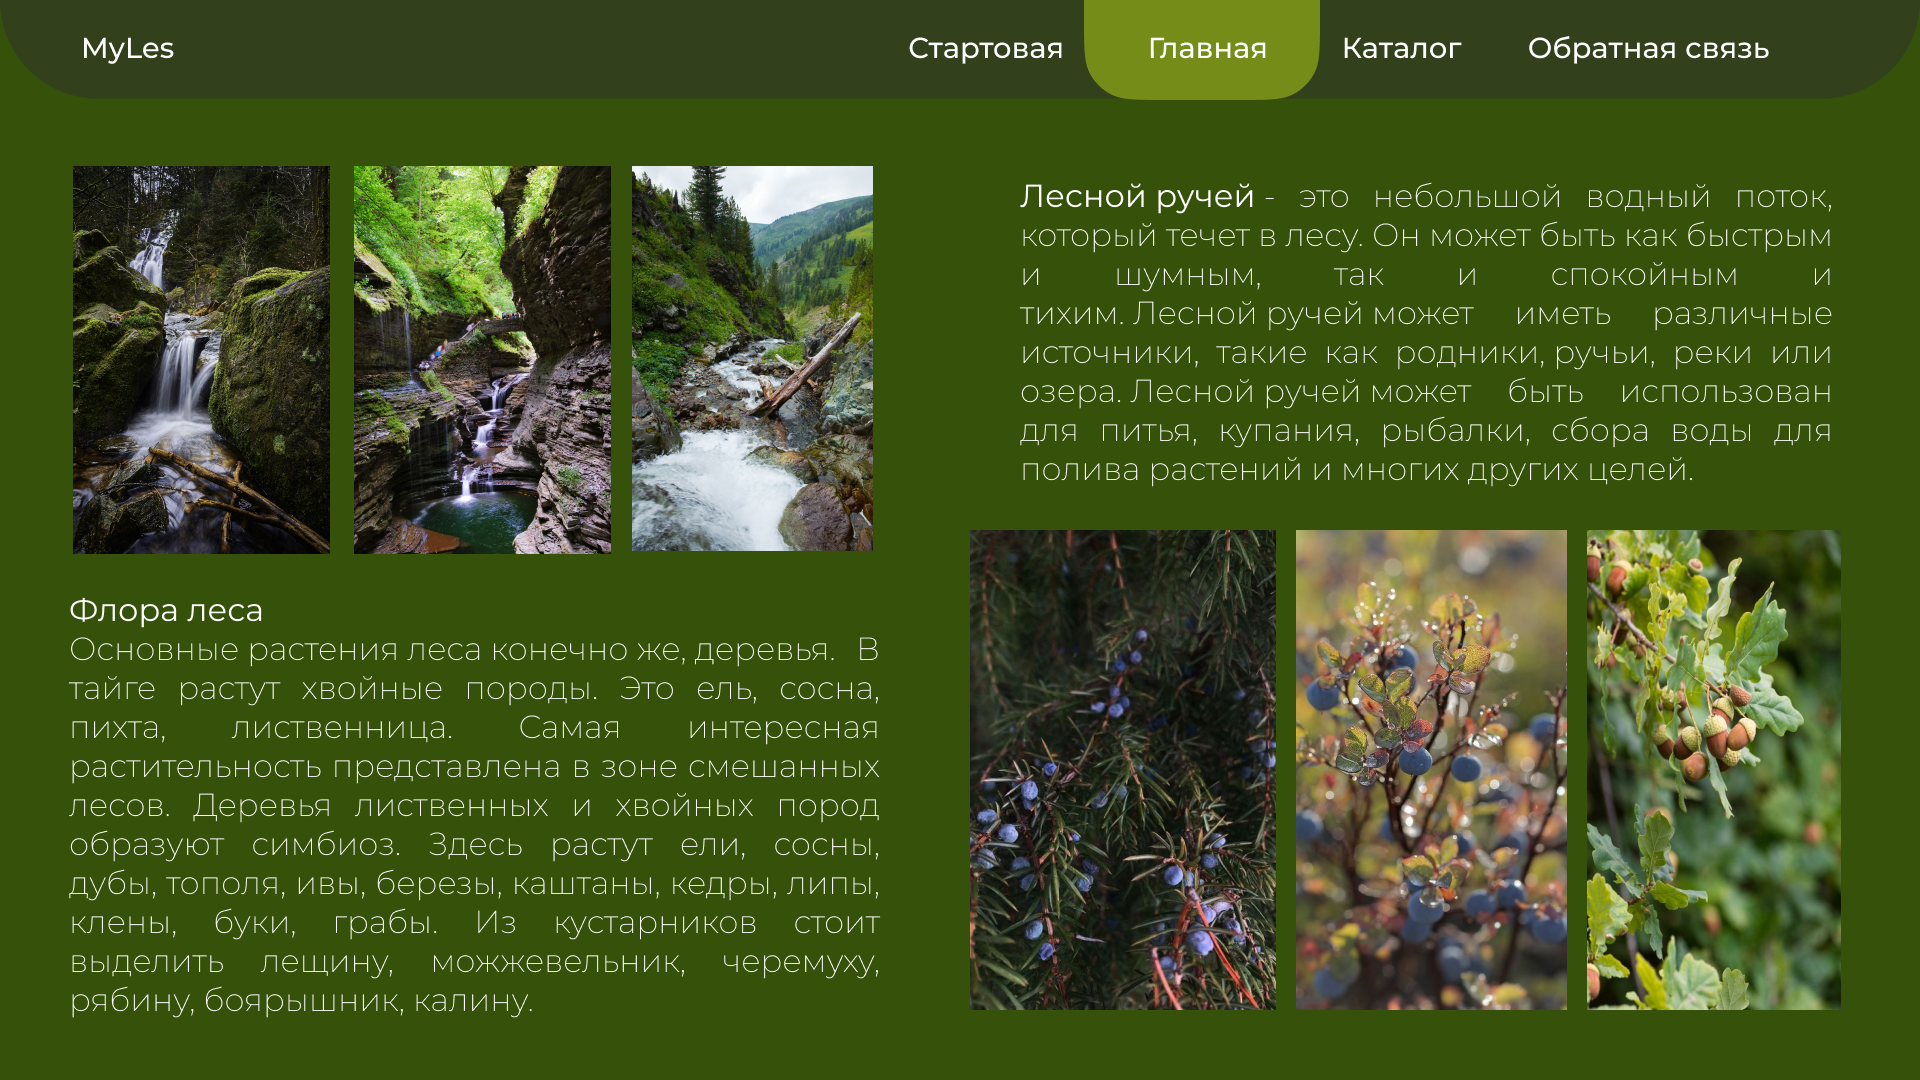 MyLes
Стартовая
Главная
Каталог
Обратная связь
Лесной ручей - это небольшой водный поток,
который течет в лесу. Он может быть как быстрым
и шумным, так и спокойным и
тихим. Лесной ручей может иметь различные
источники, такие как родники, ручьи, реки или
озера. Лесной ручей может быть использован
для питья, купания, рыбалки, сбора воды для
полива растений и многих других целей.
Флора леса
Основные растения леса конечно же, деревья. В
тайге растут хвойные породы. Это ель, сосна,
пихта, лиственница. Самая интересная
растительность представлена в зоне смешанных
лесов. Деревья лиственных и хвойных пород
образуют симбиоз. Здесь растут ели, сосны,
дубы, тополя, ивы, березы, каштаны, кедры, липы,
клены, буки, грабы. Из кустарников стоит
выделить лещину, можжевельник, черемуху,
рябину, боярышник, калину.